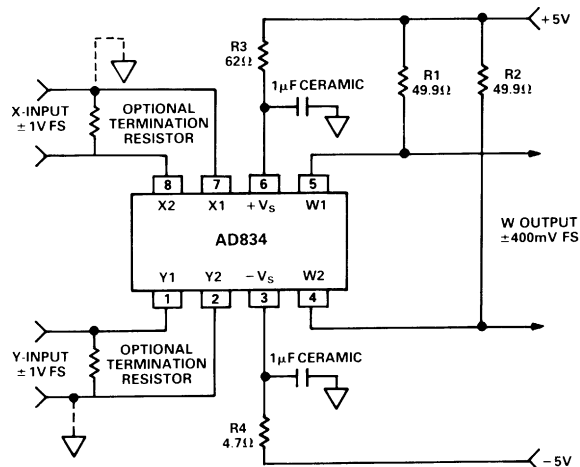 +5V
R3
62Ω
1μF CERAMIC
R1
49.9Ω
R2
49.9Ω
X-INPUT
±1V FS
OPTIONAL
TERMINATION
RESISTOR
8
7
6
5
X2
X1
+VS
W1
AD834
W OUTPUT
±400mV FS
Y1
Y2
−VS
W2
1
2
3
4
Y-INPUT
±1V FS
OPTIONAL
TERMINATION
RESISTOR
1μF CERAMIC
R4
4.7Ω
−5V